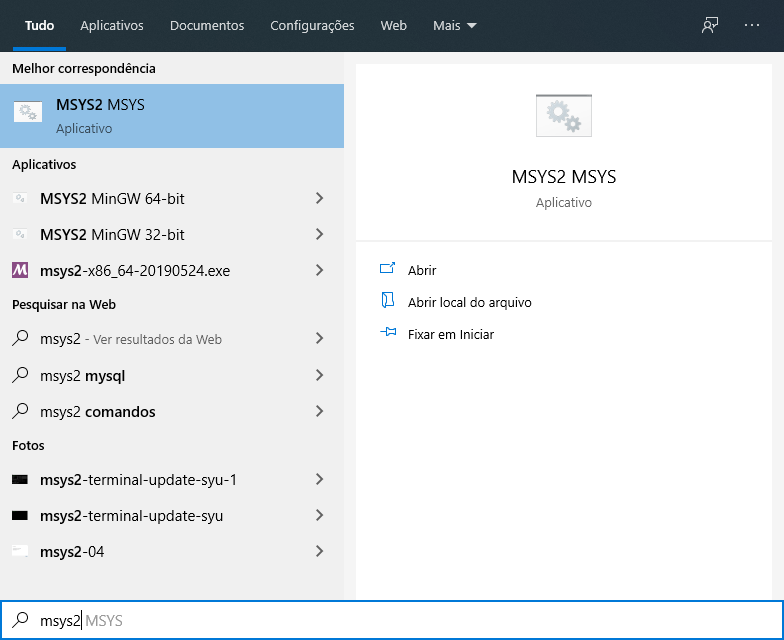 Tudo Aplicativos Documentos Configurações Web Mais
Melhor correspondência
MSYS2 MSYS
Aplicativo
Aplicativos
MSYS2 MinGW 64-bit
MSYS2 MinGW 32-bit
msys2-x86_64-20190524.exe
Pesquisar na Web
msys2 - Ver resultados da Web
msys2 mysql
msys2 comandos
Fotos
msys2-terminal-update-syu-1
msys2-terminal-update-syu
msys2-04
MSYS2 MSYS
Aplicativo
Abrir
Abrir local do arquivo
Fixar em Iniciar
msys2 MSYS